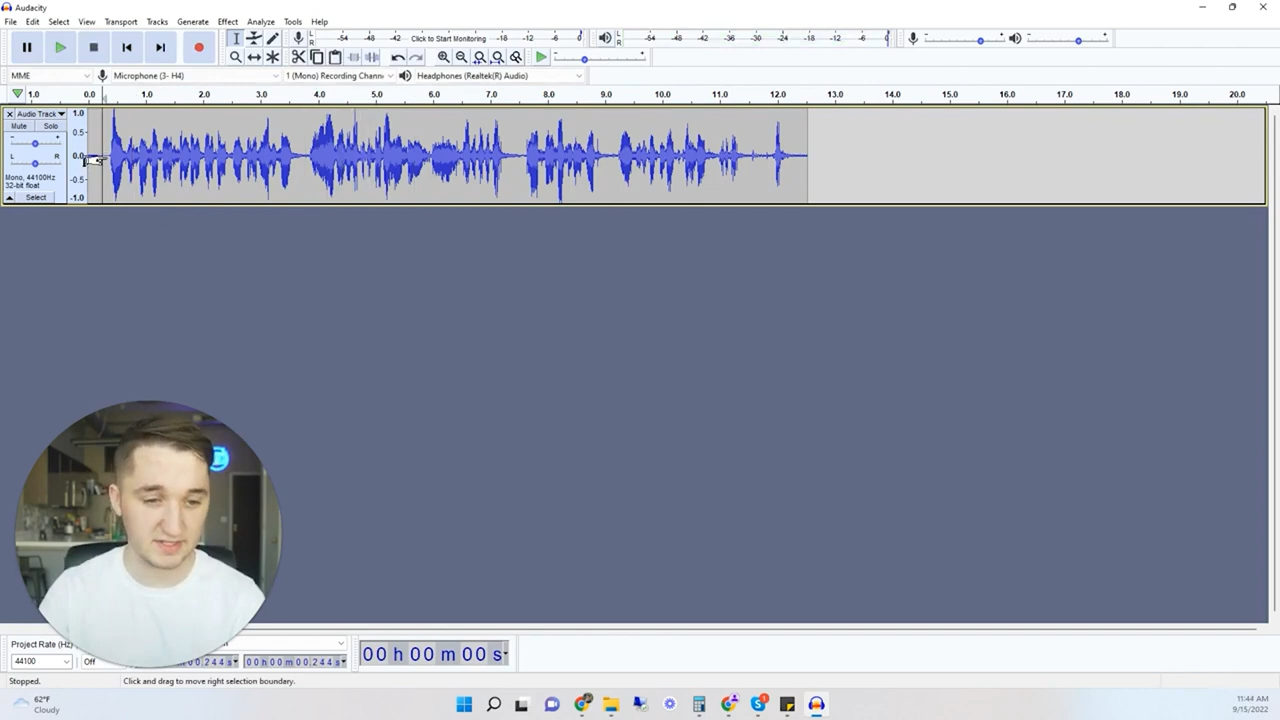 Audacity
File Edit Select View Transport Tracks Generate Effect Analyze Tools Help
L R -54 -48 -42 Click to Start Monitoring -18 -12 -6 0 L R -54 -48 -42 -36 -30 -24 -18 -12 -6 0
MME Microphone (3- H4) 1 (Mono) Recording Chann Headphones (Realtek(R) Audio)
1.0 0.0 1.0 2.0 3.0 4.0 5.0 6.0 7.0 8.0 9.0 10.0 11.0 12.0 13.0 14.0 15.0 16.0 17.0 18.0 19.0 20.0
Audio Track 1.0
Mute Solo
- + 0.5
L R 0.0
Mono, 44100Hz -0.5
32-bit float
Select -1.0
Project Rate (Hz)
44100 Off 00.244 s 00 h 00 m 00.244 s
00 h 00 m 00 s
Stopped. Click and drag to move right selection boundary.
62°F
Cloudy
11:44 AM
9/15/2022